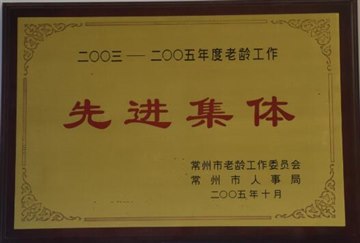 二〇〇三——二〇〇五年度老龄工作
先进集体
常州市老龄工作委员会
常州市人事局
二〇〇五年十月